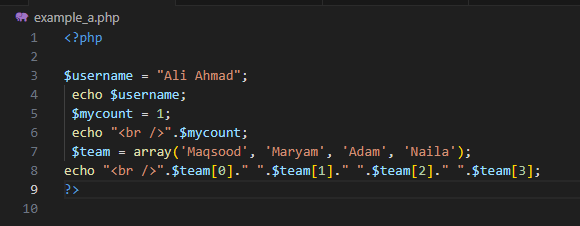 example_a.php
1 <?php
2
3 $username = "Ali Ahmad";
4 echo $username;
5 $mycount = 1;
6 echo "<br />".$mycount;
7 $team = array('Maqsood', 'Maryam', 'Adam', 'Naila');
8 echo "<br />".$team[0]." ".$team[1]." ".$team[2]." ".$team[3];
9 ?>
10